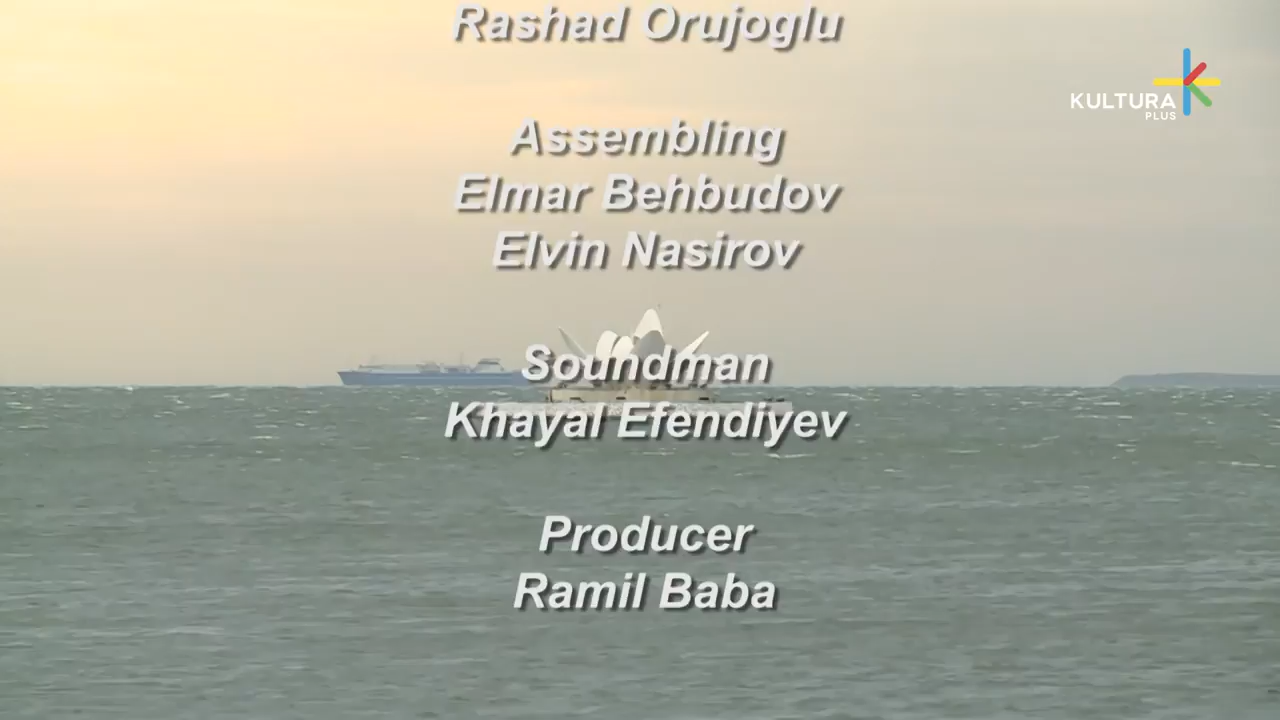 Rashad Orujoglu
KULTURA
PLUS
Assembling
Elmar Behbudov
Elvin Nasirov
Soundman
Khayal Efendiyev
Producer
Ramil Baba